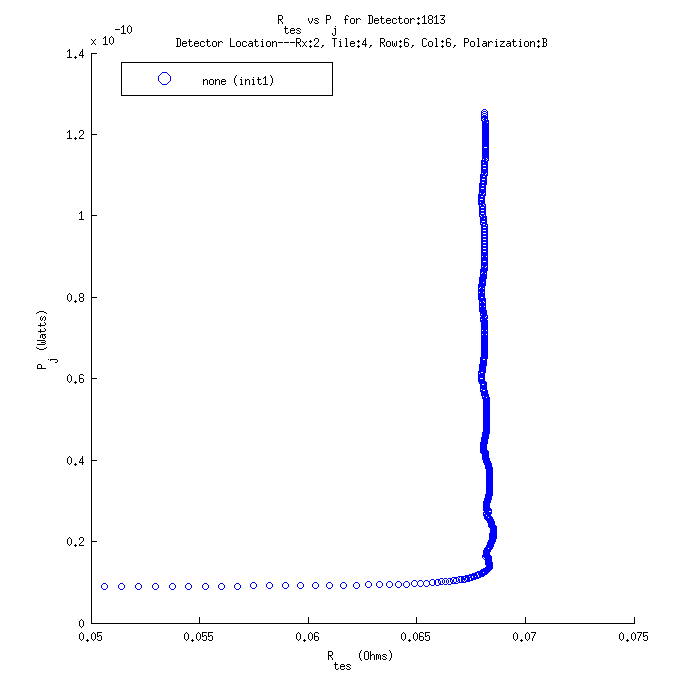 R_tes vs P_j for Detector:1813
Detector Location---Rx:2, Tile:4, Row:6, Col:6, Polarization:B
x 10^-10
none (init1)
1.4
1.2
1
0.8
0.6
0.4
0.2
0
P_j (Watts)
0.05 0.055 0.06 0.065 0.07 0.075
R_tes (Ohms)